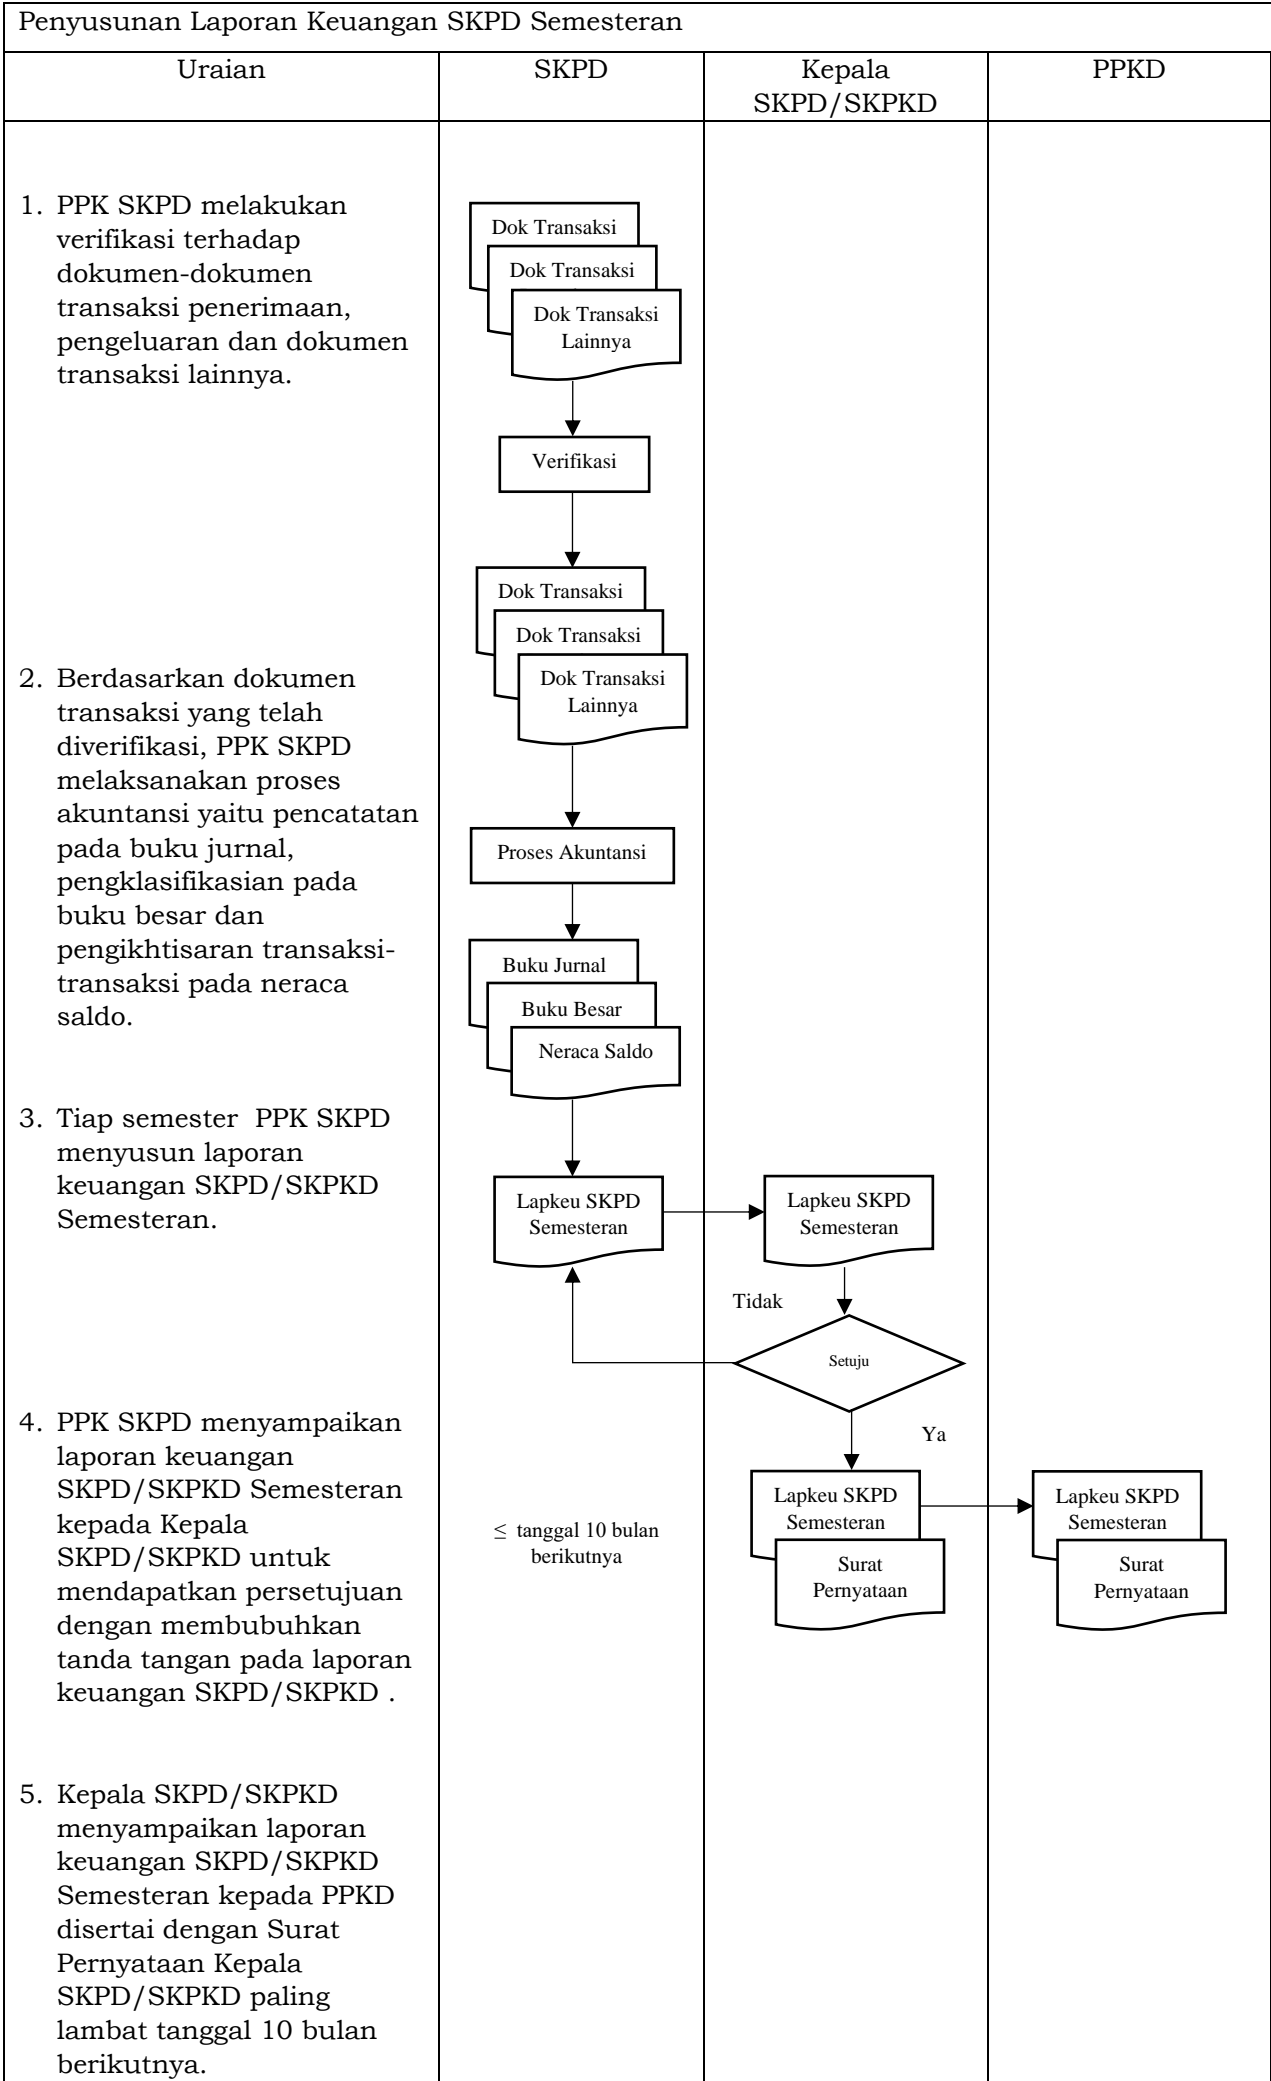 Penyusunan Laporan Keuangan SKPD Semesteran
Uraian
SKPD
Kepala
SKPD/SKPKD
PPKD
1. PPK SKPD melakukan
verifikasi terhadap
dokumen-dokumen
transaksi penerimaan,
pengeluaran dan dokumen
transaksi lainnya.
2. Berdasarkan dokumen
transaksi yang telah
diverifikasi, PPK SKPD
melaksanakan proses
akuntansi yaitu pencatatan
pada buku jurnal,
pengklasifikasian pada
buku besar dan
pengikhtisaran transaksi-
transaksi pada neraca
saldo.
3. Tiap semester  PPK SKPD
menyusun laporan
keuangan SKPD/SKPKD
Semesteran.
4. PPK SKPD menyampaikan
laporan keuangan
SKPD/SKPKD Semesteran
kepada Kepala
SKPD/SKPKD untuk
mendapatkan persetujuan
dengan membubuhkan
tanda tangan pada laporan
keuangan SKPD/SKPKD .
5. Kepala SKPD/SKPKD
menyampaikan laporan
keuangan SKPD/SKPKD
Semesteran kepada PPKD
disertai dengan Surat
Pernyataan Kepala
SKPD/SKPKD paling
lambat tanggal 10 bulan
berikutnya.
Dok Transaksi
Dok Transaksi
Dok Transaksi
Lainnya
Verifikasi
Dok Transaksi
Dok Transaksi
Dok Transaksi
Lainnya
Proses Akuntansi
Buku Jurnal
Buku Besar
Neraca Saldo
Lapkeu SKPD
Semesteran
≤ tanggal 10 bulan
berikutnya
Lapkeu SKPD
Semesteran
Tidak
Setuju
Ya
Lapkeu SKPD
Semesteran
Surat
Pernyataan
Lapkeu SKPD
Semesteran
Surat
Pernyataan